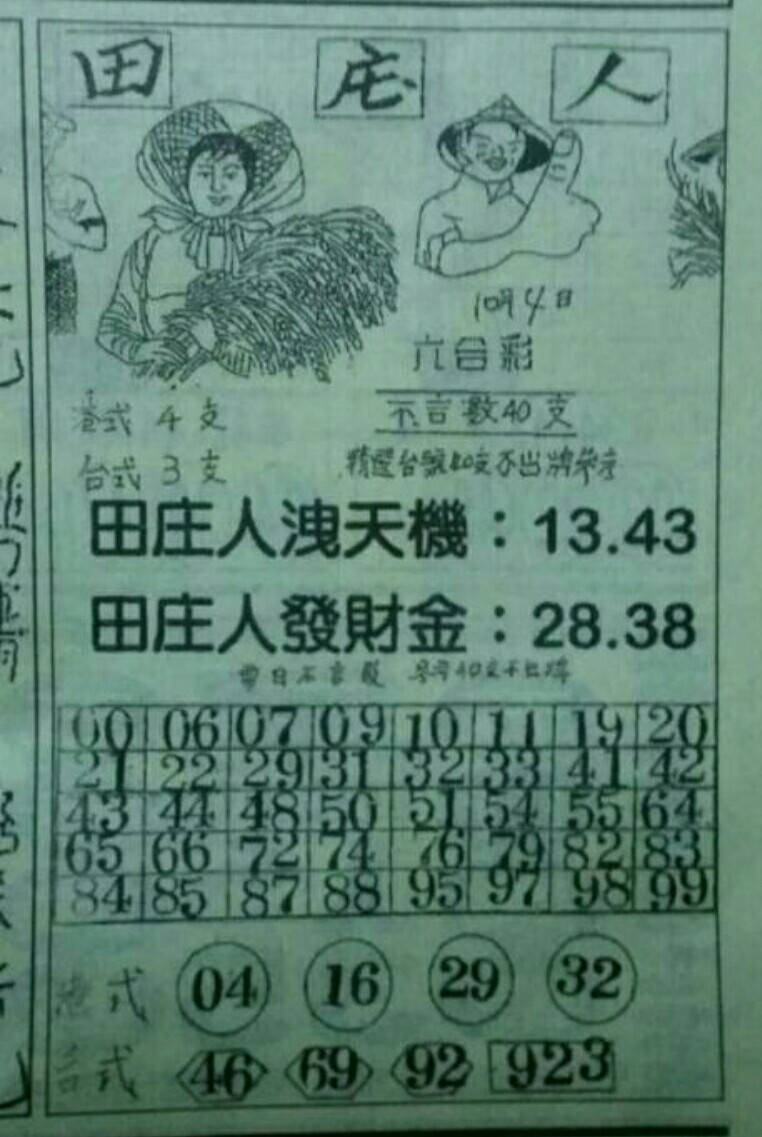 田庄人
10月4日
六合彩
港式 4 支
不言數40支
台式 3 支
精選台號40支不出牌參考
田庄人洩天機：13.43
田庄人發財金：28.38
00 06 07 09 10 11 19 20
21 22 29 31 32 33 41 42
43 44 48 50 51 54 55 64
65 66 72 74 76 79 82 83
84 85 87 88 95 97 98 99
港式 04 16 29 32
台式 46 69 92 923